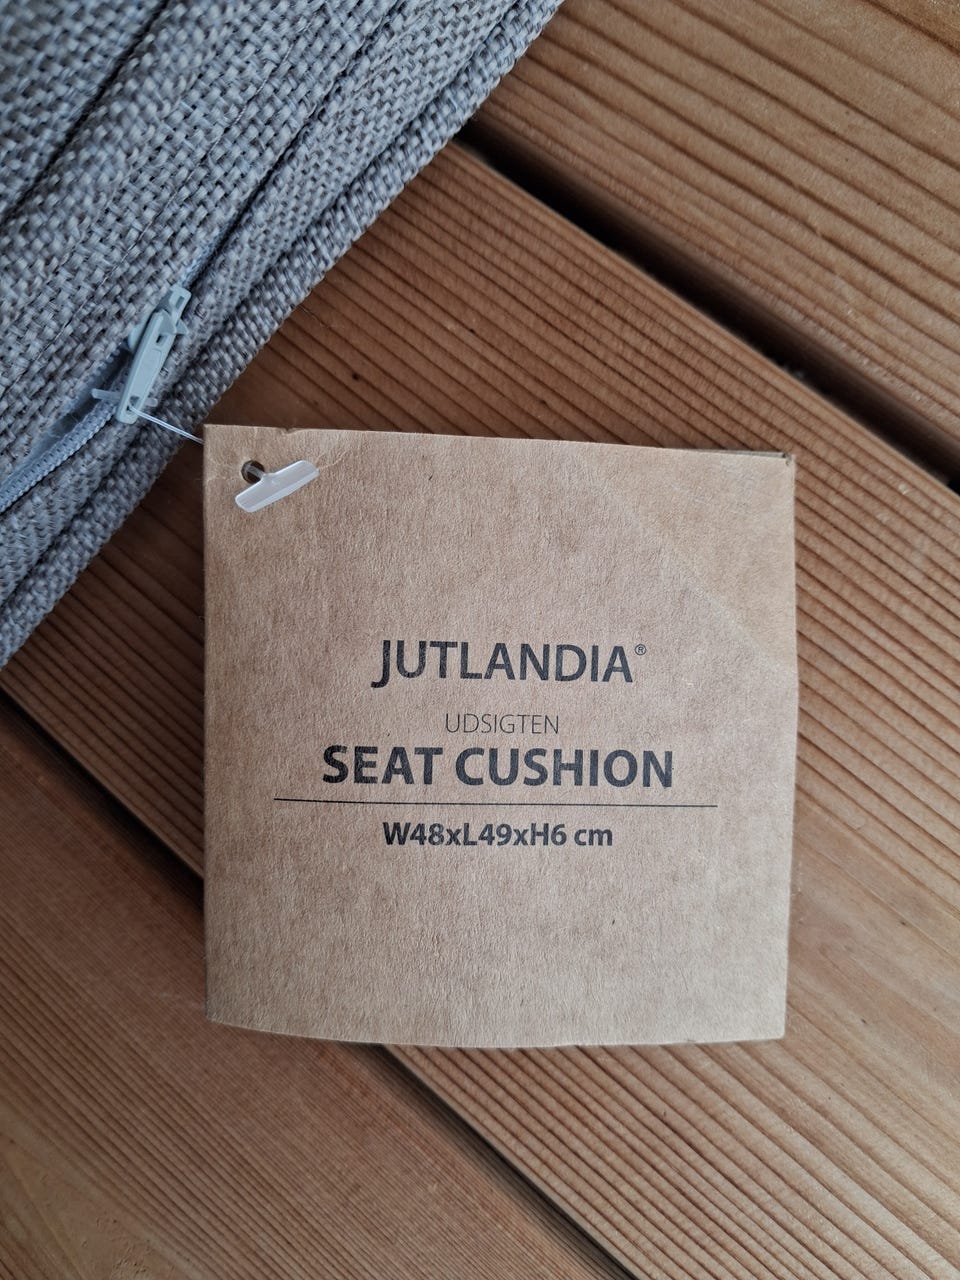 JUTLANDIA®
UDSIGTEN
SEAT CUSHION
W48xL49xH6 cm